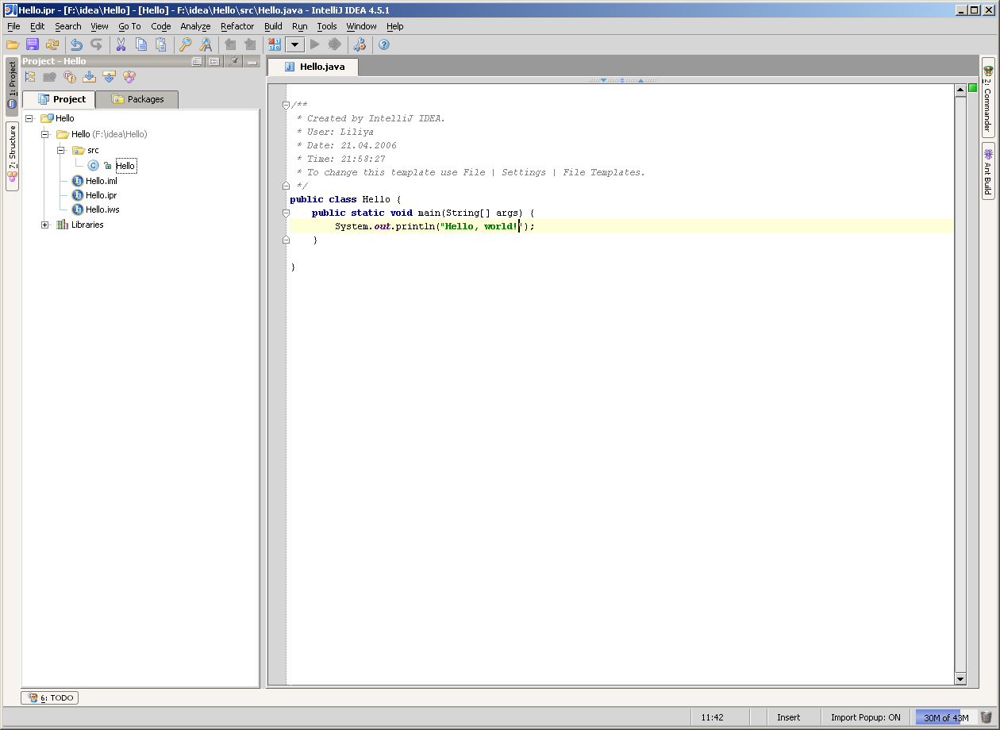 Hello.ipr - [F:\idea\Hello] - [Hello] - F:\idea\Hello\src\Hello.java - IntelliJ IDEA 4.5.1
File Edit Search View Go To Code Analyze Refactor Build Run Tools Window Help
Project - Hello
1: Project
7: Structure
Project Packages
Hello
Hello (F:\idea\Hello)
src
Hello
Hello.iml
Hello.ipr
Hello.iws
Libraries
Hello.java
/**
* Created by IntelliJ IDEA.
* User: Liliya
* Date: 21.04.2006
* Time: 21:58:27
* To change this template use File | Settings | File Templates.
*/
public class Hello {
public static void main(String[] args) {
System.out.println("Hello, world!");
}
}
2: Commander
Ant Build
6: TODO
11:42 Insert Import Popup: ON 30M of 43M